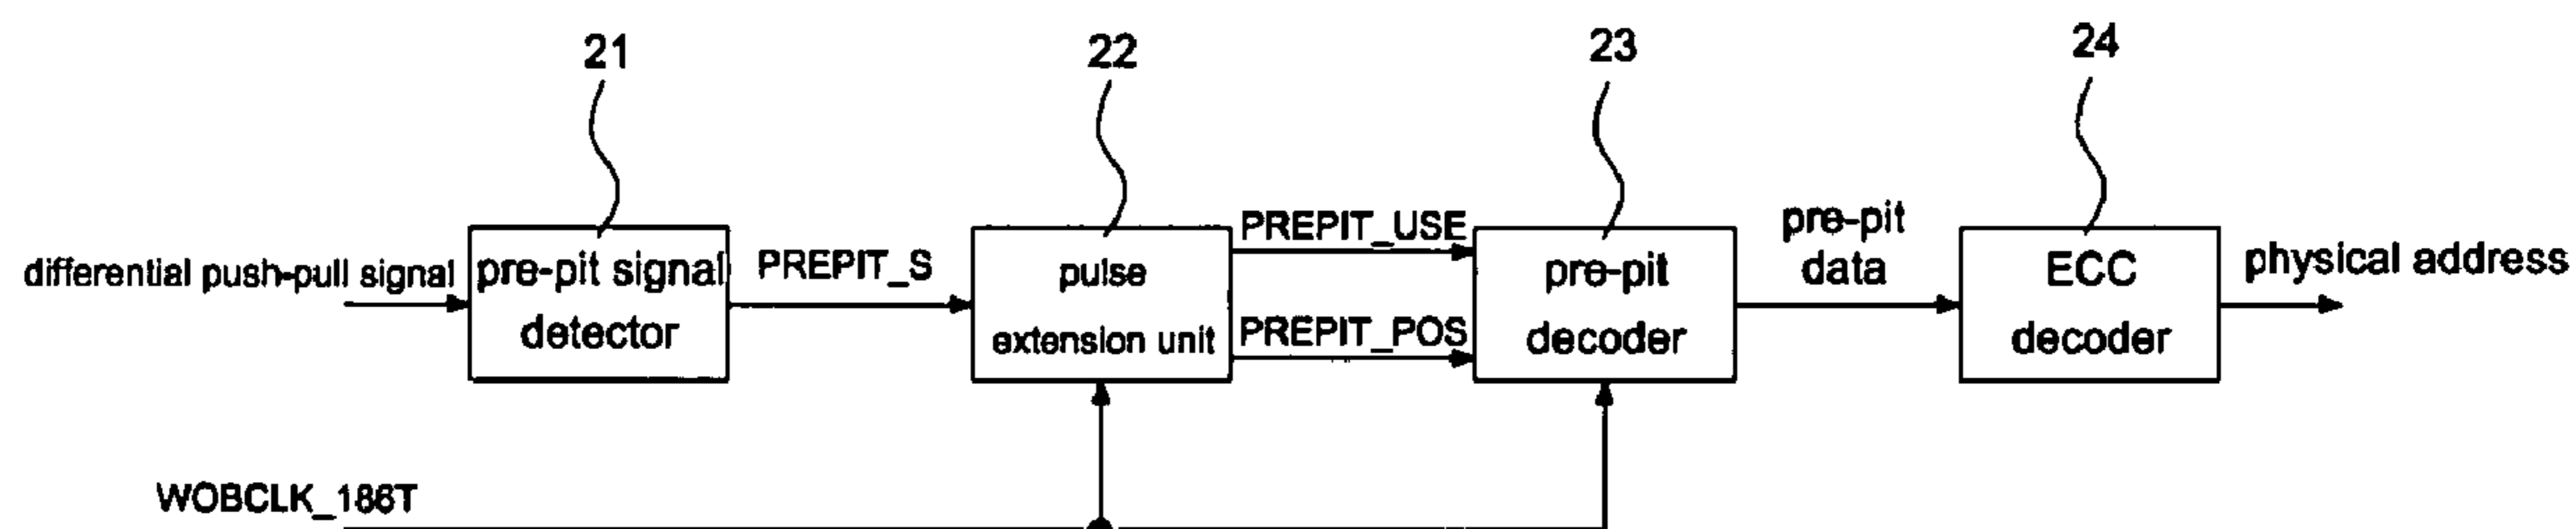 21
22
23
24
differential push-pull signal
pre-pit signal
detector
PREPIT_S
pulse
extension unit
PREPIT_USE
PREPIT_POS
pre-pit
decoder
pre-pit
data
ECC
decoder
physical address
WOBCLK_186T